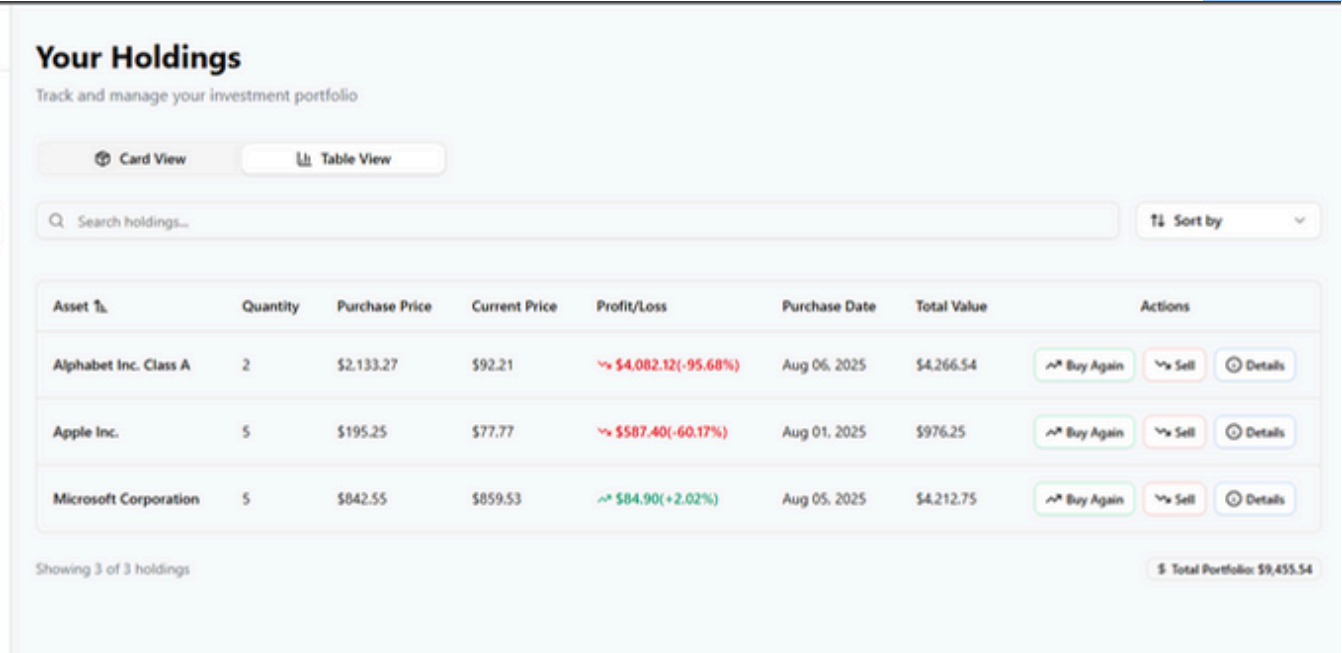 Your Holdings
Track and manage your investment portfolio
Card View Table View
Search holdings... Sort by
Asset Quantity Purchase Price Current Price Profit/Loss Purchase Date Total Value Actions
Alphabet Inc. Class A 2 $2,133.27 $92.21 $4,082.12(-95.68%) Aug 06, 2025 $4,266.54 Buy Again Sell Details
Apple Inc. 5 $195.25 $77.77 $587.40(-60.17%) Aug 01, 2025 $976.25 Buy Again Sell Details
Microsoft Corporation 5 $842.55 $859.53 $84.90(+2.02%) Aug 05, 2025 $4,212.75 Buy Again Sell Details
Showing 3 of 3 holdings $ Total Portfolio: $9,455.54